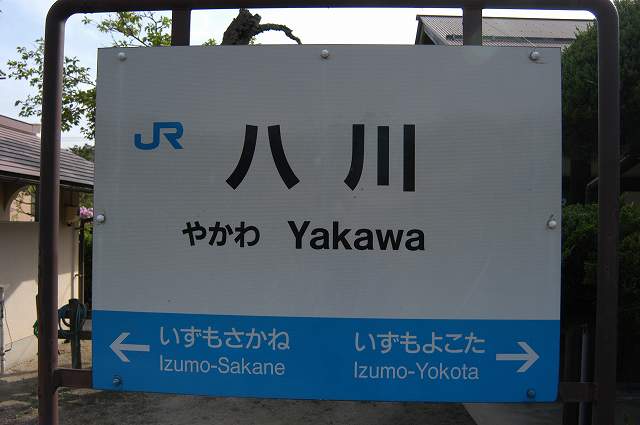 JR
八川
やかわ Yakawa
← いずもさかね
Izumo-Sakane
いずもよこた →
Izumo-Yokota